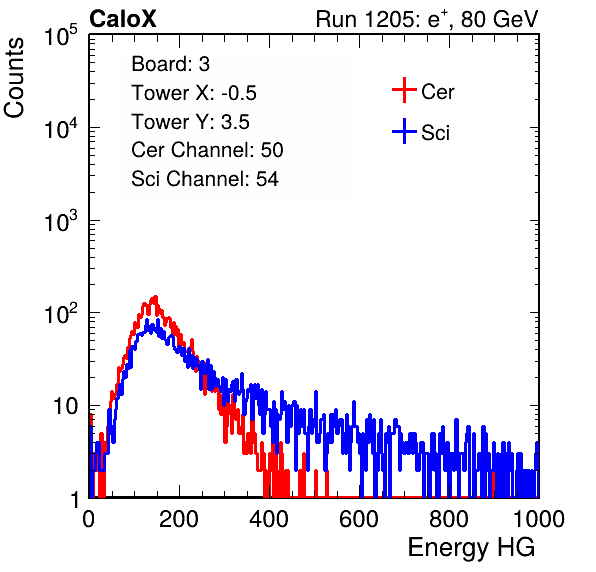 CaloX Run 1205: e⁺, 80 GeV
Counts
10⁵
10⁴
10³
10²
10
1
Board: 3
Tower X: -0.5
Tower Y: 3.5
Cer Channel: 50
Sci Channel: 54
Cer
Sci
0 200 400 600 800 1000
Energy HG